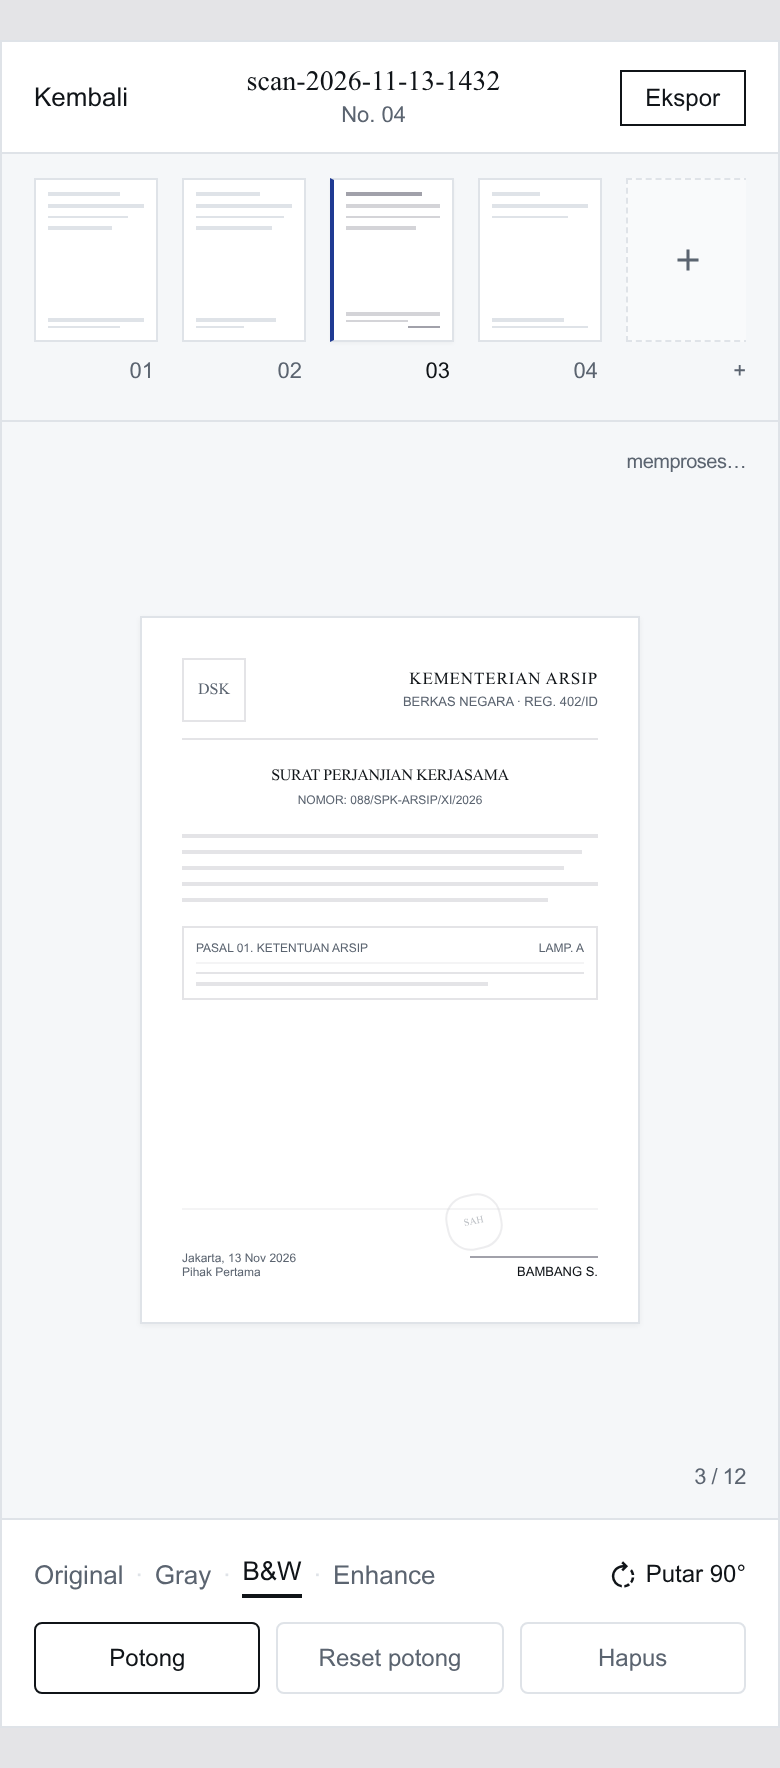 Kembali
scan-2026-11-13-1432
No. 04
Ekspor
+
01
02
03
04
+
memproses...
DSK
KEMENTERIAN ARSIP
BERKAS NEGARA · REG. 402/ID
SURAT PERJANJIAN KERJASAMA
NOMOR: 088/SPK-ARSIP/XI/2026
PASAL 01. KETENTUAN ARSIP
LAMP. A
SAH
Jakarta, 13 Nov 2026
Pihak Pertama
BAMBANG S.
3 / 12
Original · Gray · B&W · Enhance
Putar 90°
Potong
Reset potong
Hapus